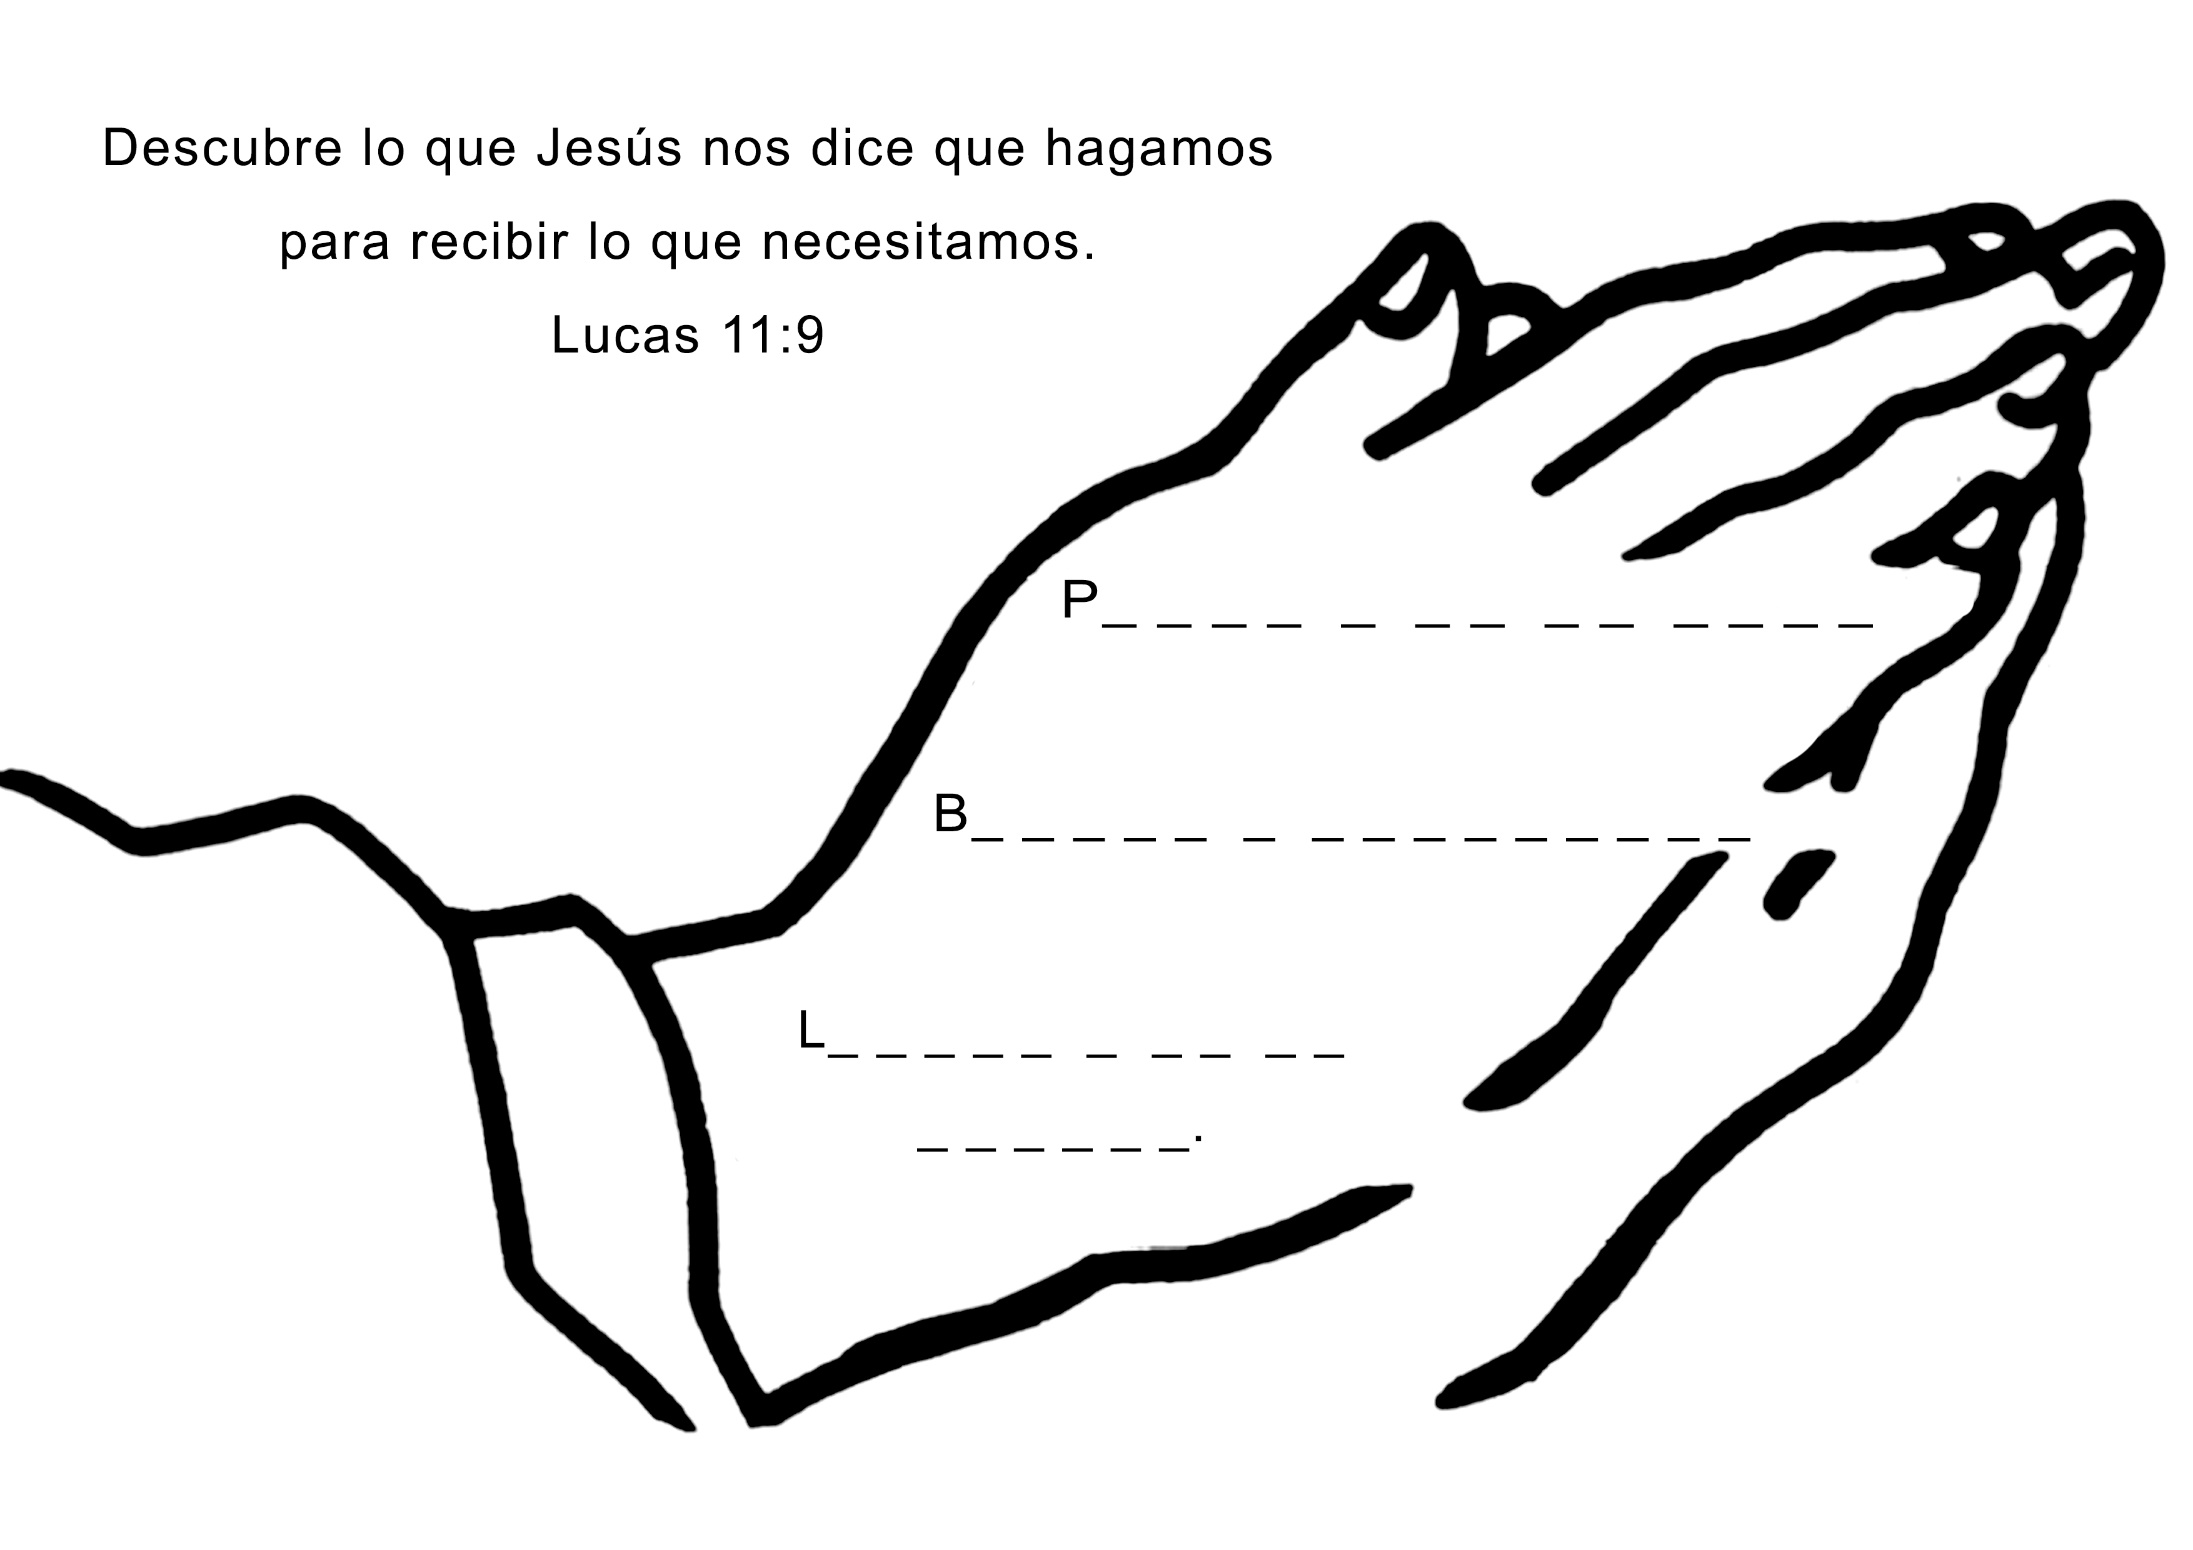 Descubre lo que Jesús nos dice que hagamos
para recibir lo que necesitamos.
Lucas 11:9
P_ _ _ _ _ _ _ _ _ _ _ _ _
B_ _ _ _ _ _ _ _ _ _ _ _ _ _ _
L_ _ _ _ _ _ _ _ _ _
_ _ _ _ _ _.